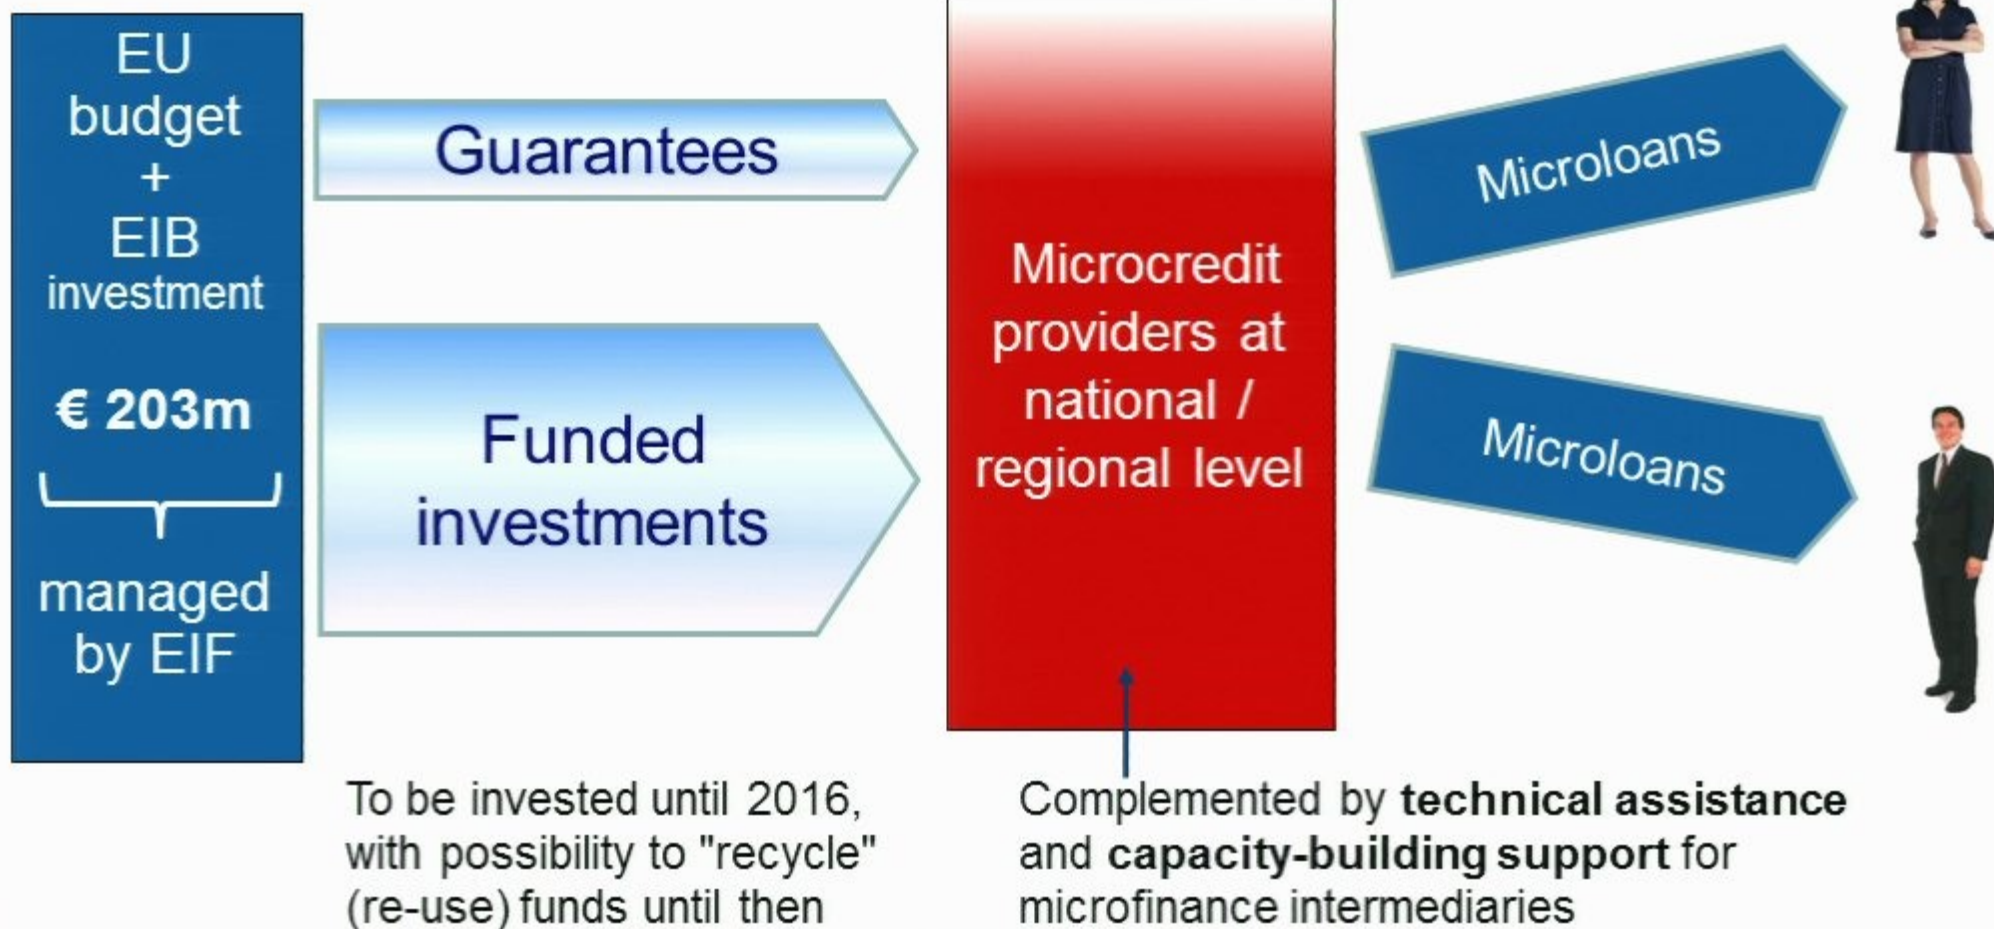 EU
budget
+
EIB
investment
€ 203m
managed
by EIF
Guarantees
Funded
investments
Microcredit
providers at
national /
regional level
Microloans
Microloans
To be invested until 2016,
with possibility to "recycle"
(re-use) funds until then
Complemented by technical assistance
and capacity-building support for
microfinance intermediaries